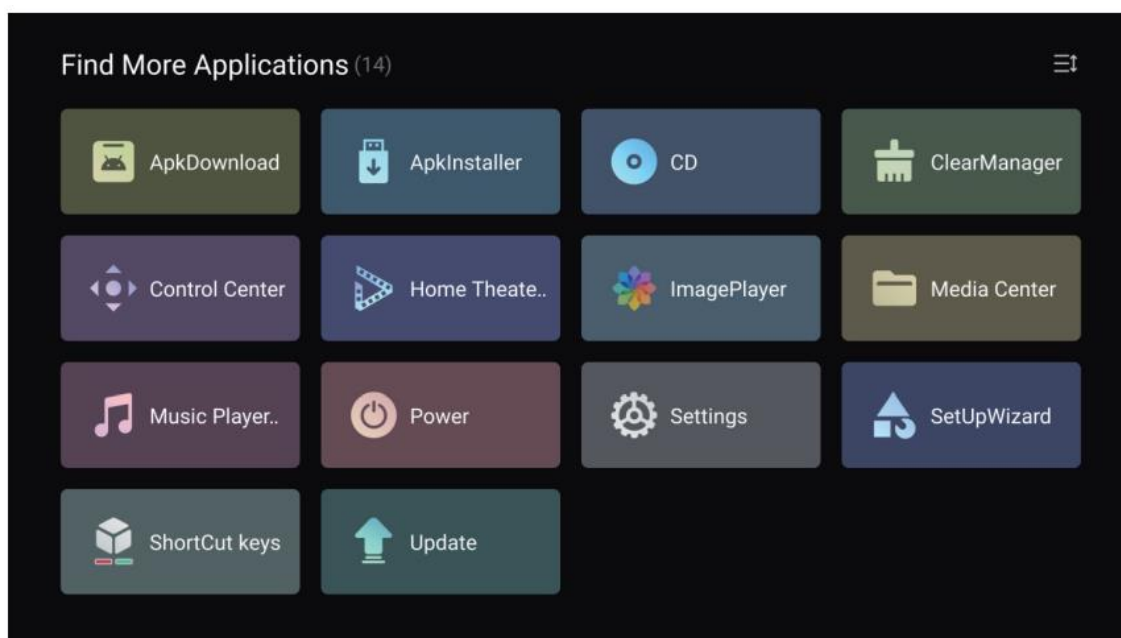 Find More Applications (14)
ApkDownload
ApkInstaller
CD
ClearManager
Control Center
Home Theate..
ImagePlayer
Media Center
Music Player..
Power
Settings
SetUpWizard
ShortCut keys
Update